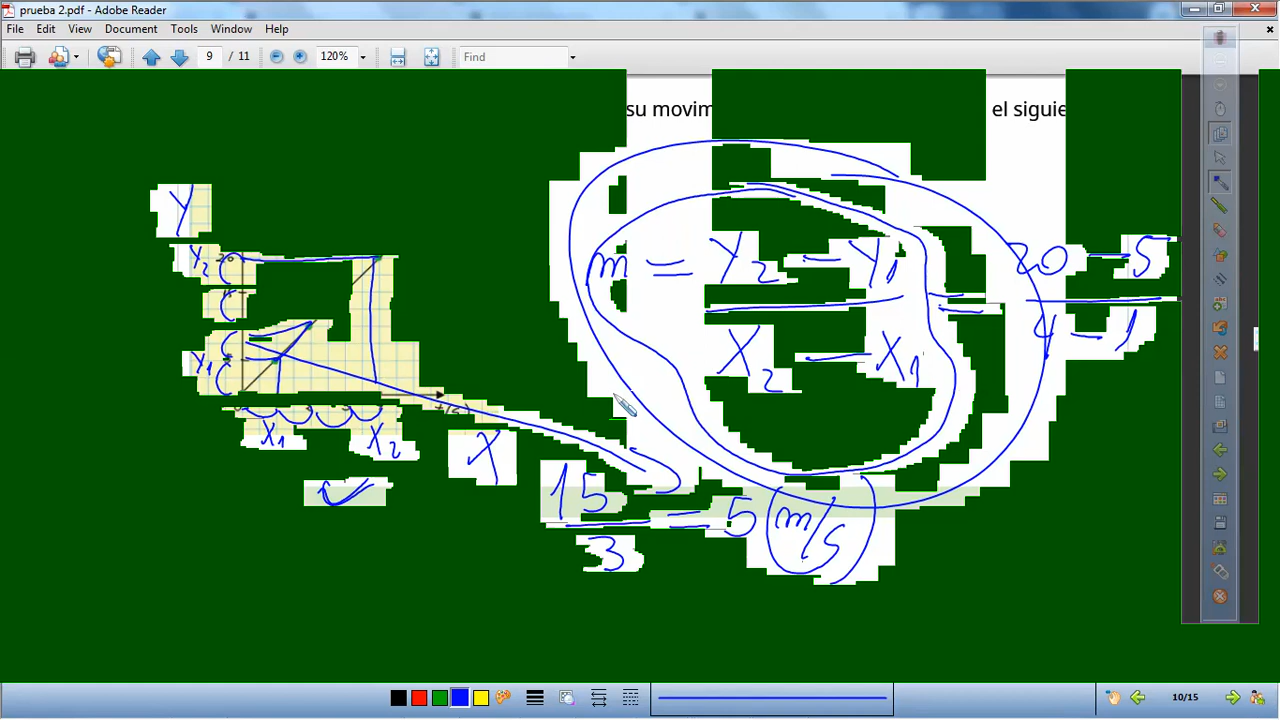 prueba 2.pdf - Adobe Reader
File Edit View Document Tools Window Help
9 / 11 120% Find
su movim
el siguie
Y
Y2
Y1
X1 X2 X
m = Y2 - Y1 / X2 - X1 = 20 - 5 / 4 - 1
15 / 3 = 5 (m/s)
10/15